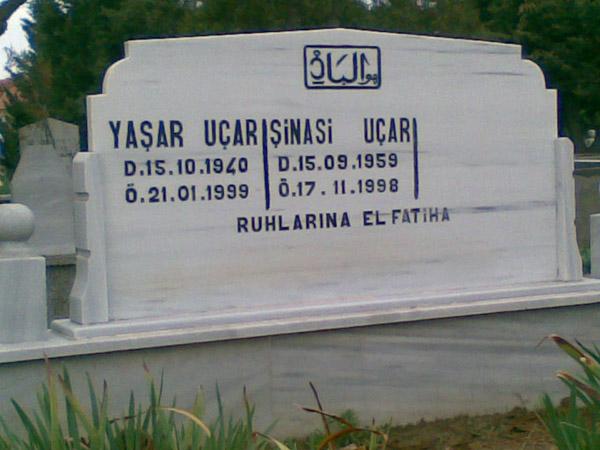 هو الباقي
YAŞAR UÇAR ŞİNASİ UÇAR
D.15.10.1940 D.15.09.1959
Ö.21.01.1999 Ö.17.11.1998
RUHLARINA EL FATİHA